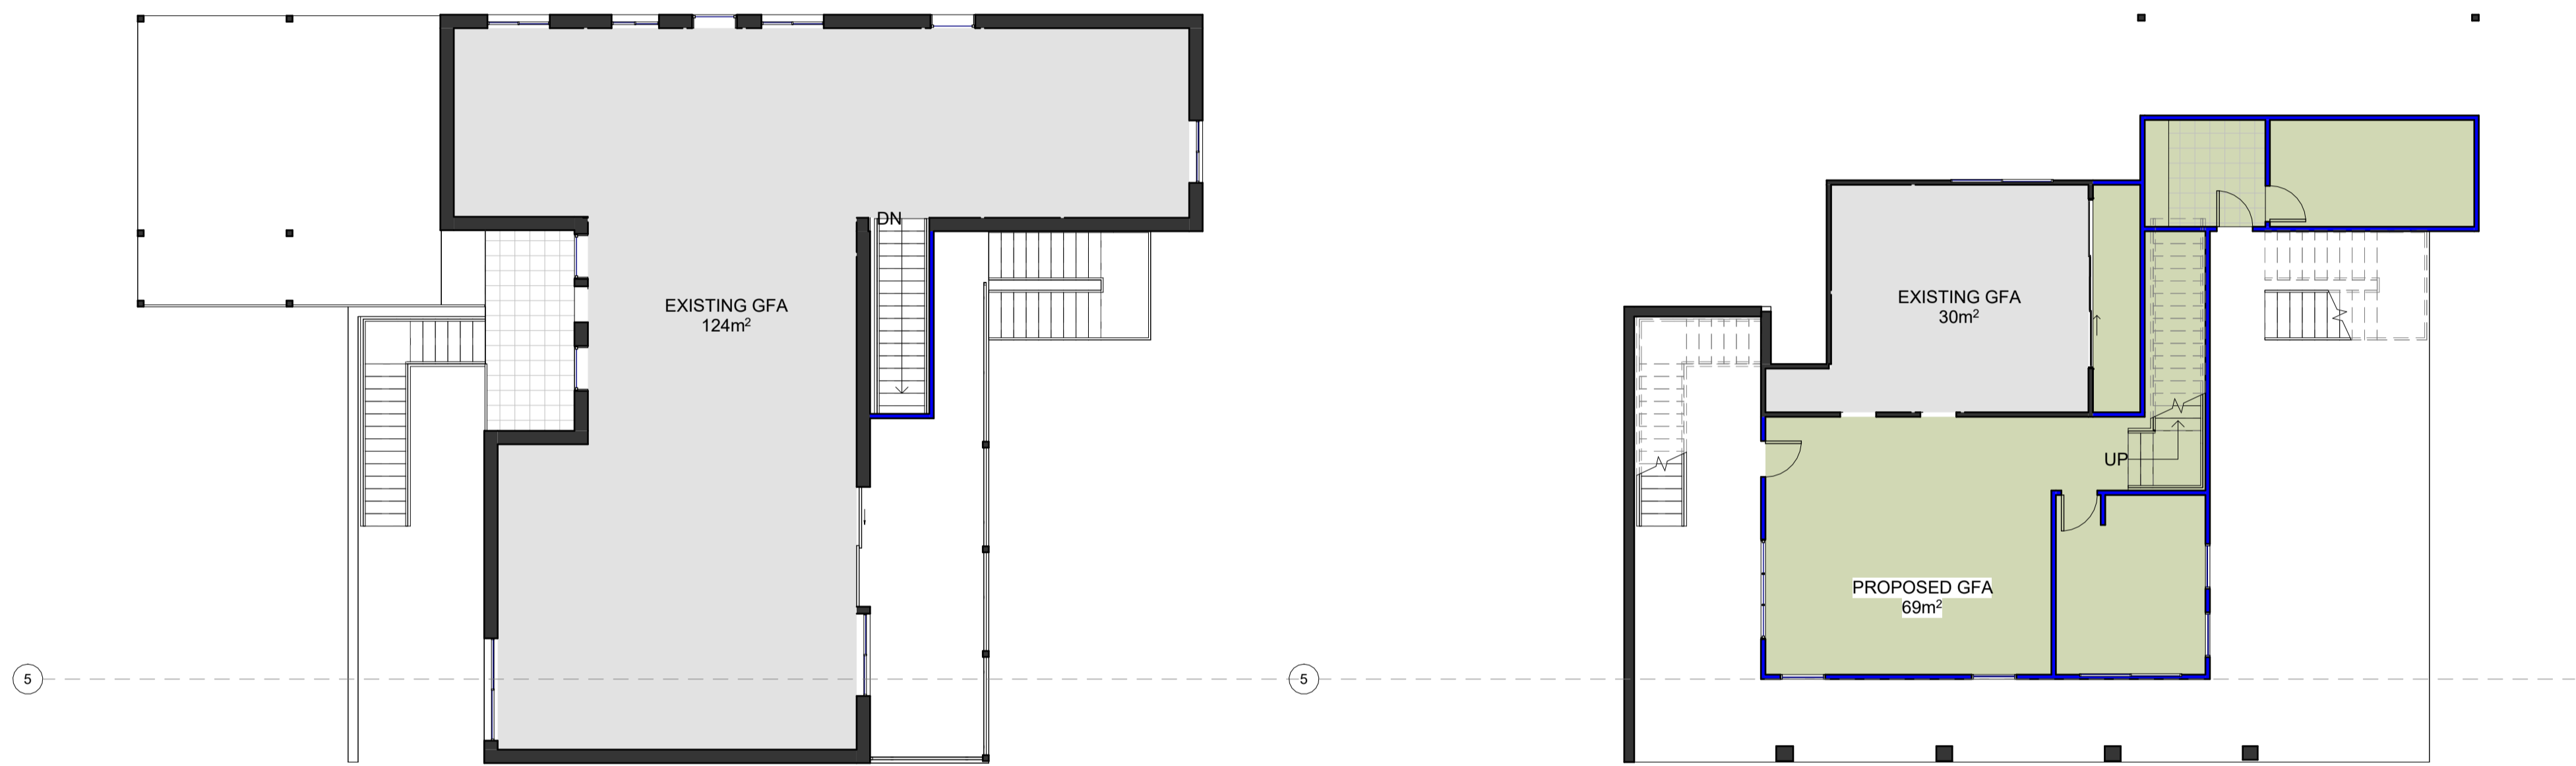 DN
EXISTING GFA
124m²
EXISTING GFA
30m²
UP
PROPOSED GFA
69m²
5
5